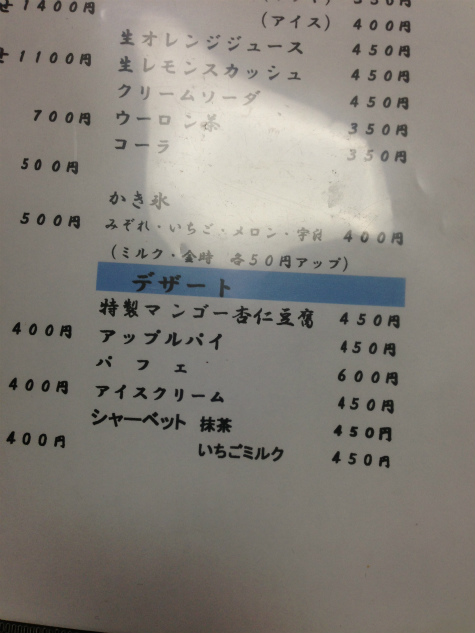 せ1400円
せ1100円
700円
500円
500円
400円
400円
400円
350円
(アイス) 400円
生オレンジジュース 450円
生レモンスカッシュ 450円
クリームソーダ 450円
ウーロン茶 350円
コーラ 350円
かき氷
みぞれ・いちご・メロン・宇治 400円
(ミルク・金時 各50円アップ)
デザート
特製マンゴー杏仁豆腐 450円
アップルパイ 450円
パフェ 600円
アイスクリーム 450円
シャーベット 抹茶 450円
いちごミルク 450円